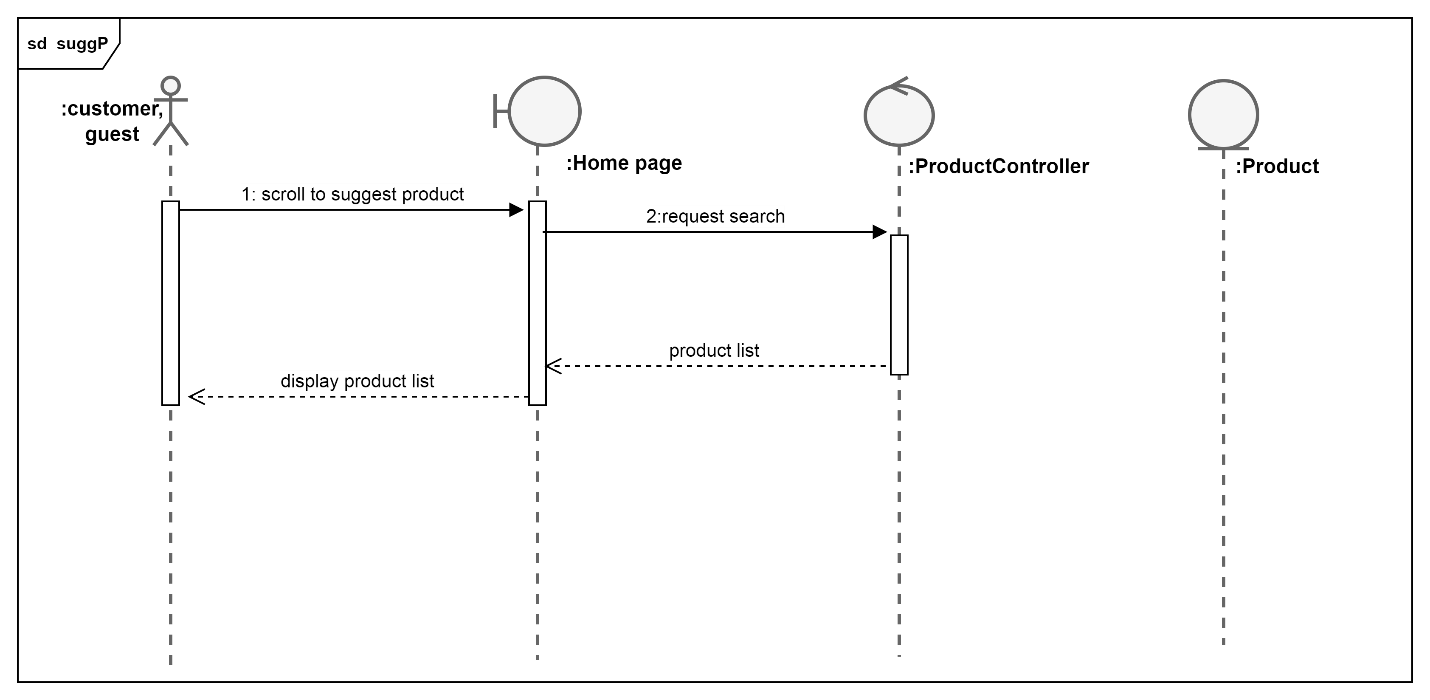 sd suggP
:customer,
guest
:Home page
:ProductController
:Product
1: scroll to suggest product
2:request search
product list
display product list